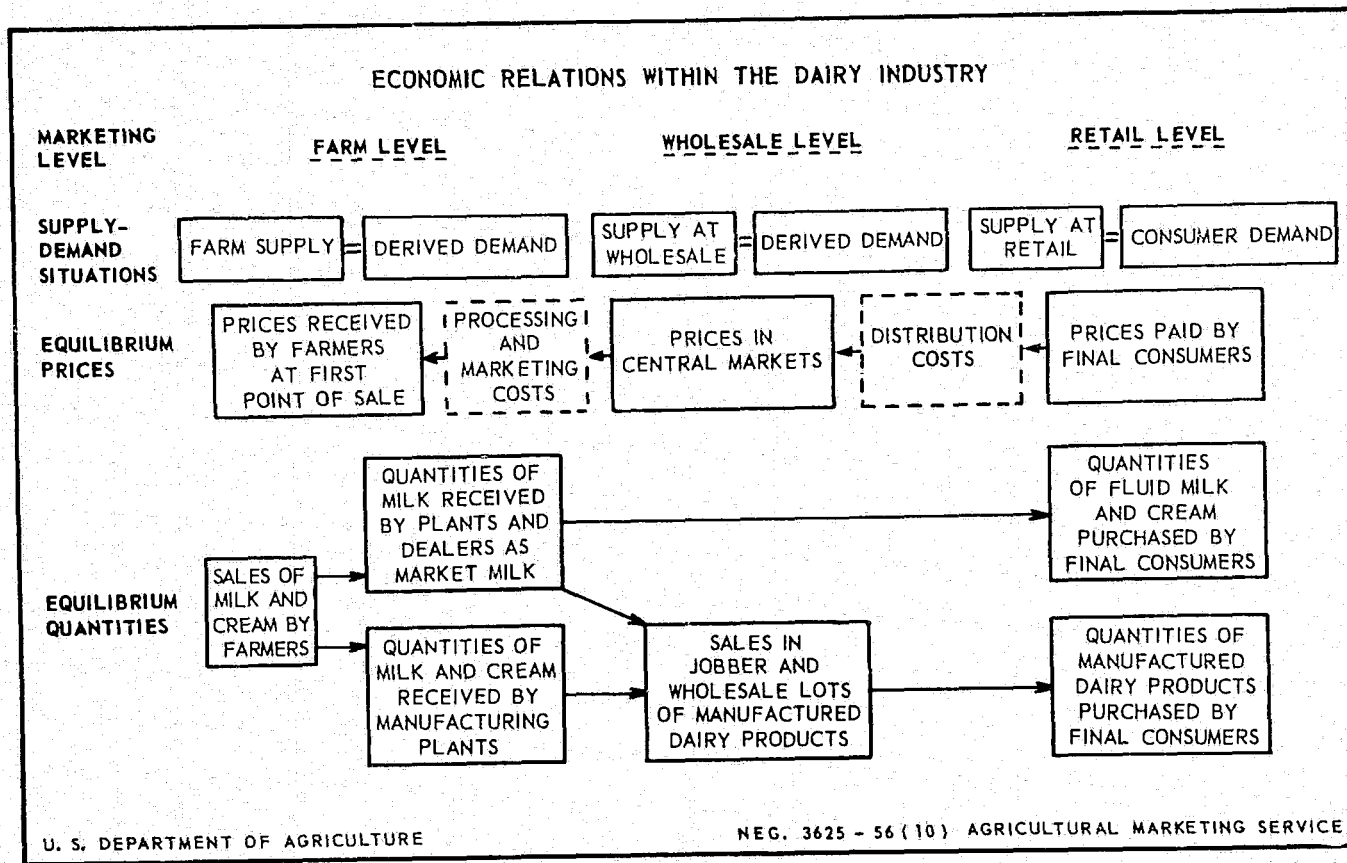 ECONOMIC RELATIONS WITHIN THE DAIRY INDUSTRY
MARKETING
LEVEL
FARM LEVEL
WHOLESALE LEVEL
RETAIL LEVEL
SUPPLY-
DEMAND
SITUATIONS
FARM SUPPLY
=
DERIVED DEMAND
SUPPLY AT
WHOLESALE
=
DERIVED DEMAND
SUPPLY AT
RETAIL
=
CONSUMER DEMAND
EQUILIBRIUM
PRICES
PRICES RECEIVED
BY FARMERS
AT FIRST
POINT OF SALE
PROCESSING
AND
MARKETING
COSTS
PRICES IN
CENTRAL MARKETS
DISTRIBUTION
COSTS
PRICES PAID BY
FINAL CONSUMERS
EQUILIBRIUM
QUANTITIES
SALES OF
MILK AND
CREAM BY
FARMERS
QUANTITIES OF
MILK RECEIVED
BY PLANTS AND
DEALERS AS
MARKET MILK
QUANTITIES
OF FLUID MILK
AND CREAM
PURCHASED BY
FINAL CONSUMERS
QUANTITIES OF
MILK AND CREAM
RECEIVED BY
MANUFACTURING
PLANTS
SALES IN
JOBBER AND
WHOLESALE LOTS
OF MANUFACTURED
DAIRY PRODUCTS
QUANTITIES OF
MANUFACTURED
DAIRY PRODUCTS
PURCHASED BY
FINAL CONSUMERS
U. S. DEPARTMENT OF AGRICULTURE
NEG. 3625 - 56 (10) AGRICULTURAL MARKETING SERVICE